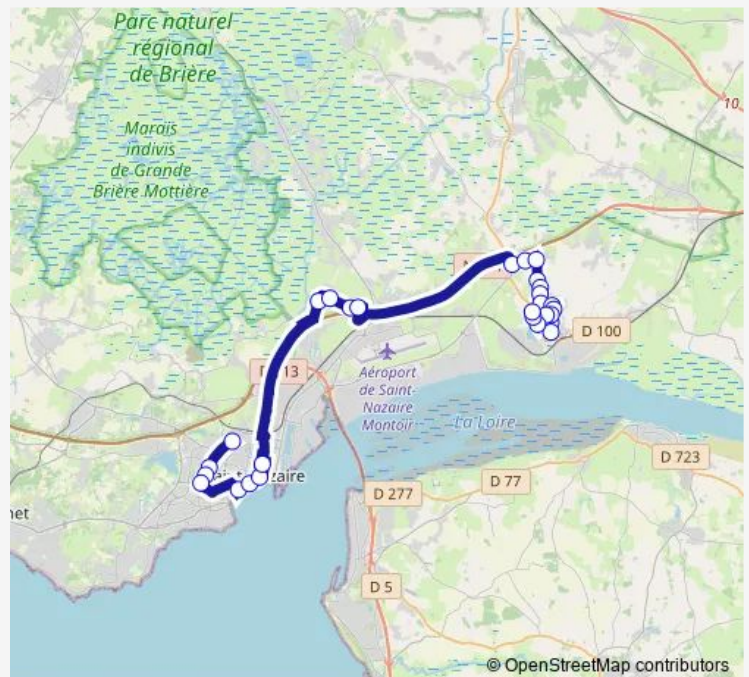 Parc naturel
régional
de Brière
10
Marais
indivis
de Grande
Brière Mottière
D 100
Aéroport
de Saint-
Nazaire
Montoir
La Loire
D 723
D 277
D 77
D 5
© OpenStreetMap contributors